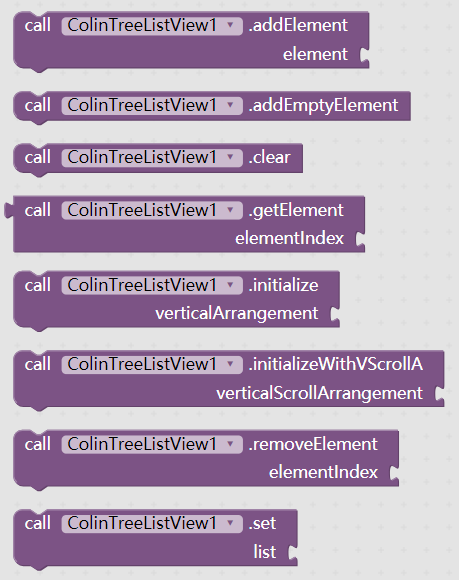 call ColinTreeListView1 .addElement
element
call ColinTreeListView1 .addEmptyElement
call ColinTreeListView1 .clear
call ColinTreeListView1 .getElement
elementIndex
call ColinTreeListView1 .initialize
verticalArrangement
call ColinTreeListView1 .initializeWithVScrollA
verticalScrollArrangement
call ColinTreeListView1 .removeElement
elementIndex
call ColinTreeListView1 .set
list